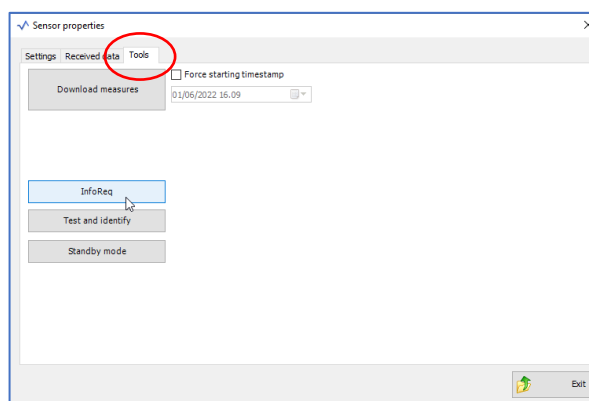 Sensor properties
Settings Received data Tools
Download measures
Force starting timestamp
01/06/2022 16.09
InfoReq
Test and identify
Standby mode
Exit